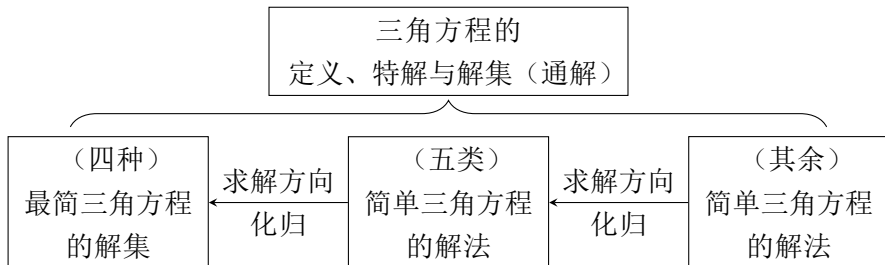 三角方程的
定义、特解与解集（通解）
（四种）
最简三角方程
的解集
求解方向
化归
（五类）
简单三角方程
的解法
求解方向
化归
（其余）
简单三角方程
的解法